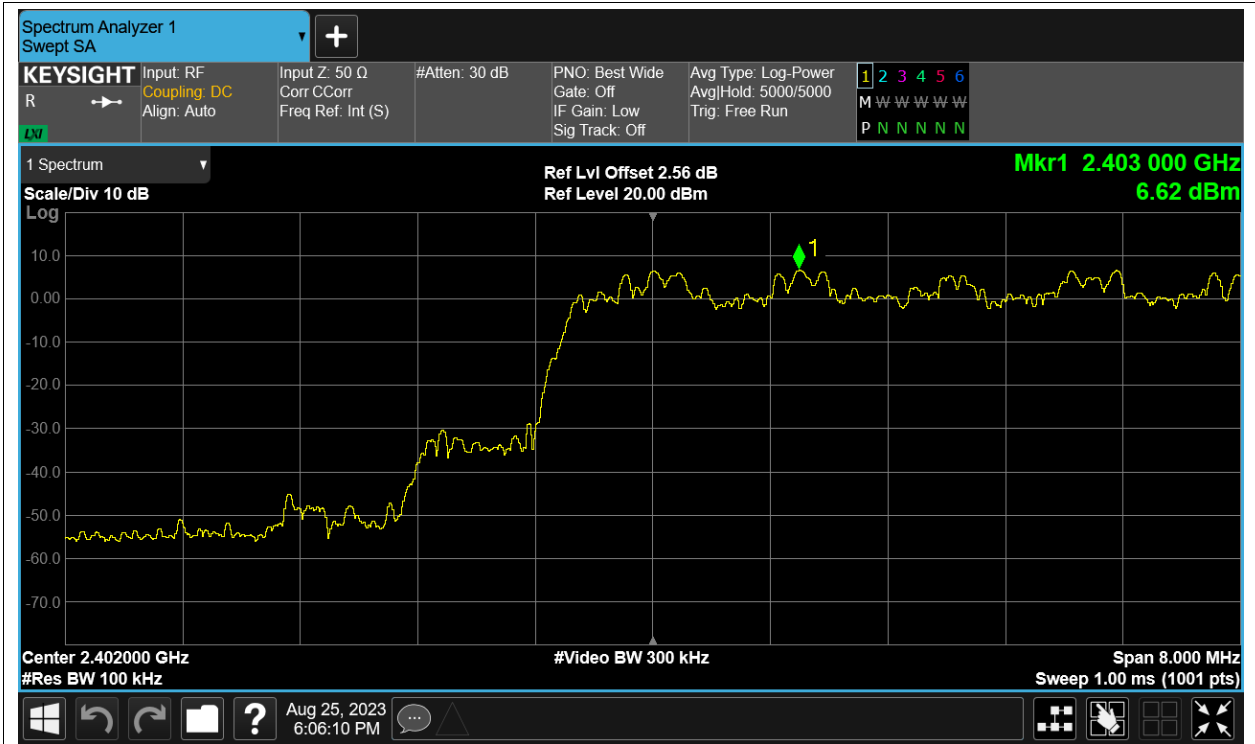 Spectrum Analyzer 1
Swept SA
KEYSIGHT
R
LXI
Input: RF
Coupling: DC
Align: Auto
Input Z: 50 Ω
Corr CCorr
Freq Ref: Int (S)
#Atten: 30 dB
PNO: Best Wide
Gate: Off
IF Gain: Low
Sig Track: Off
Avg Type: Log-Power
Avg|Hold: 5000/5000
Trig: Free Run
1 2 3 4 5 6
M W W W W W
P N N N N N
1 Spectrum
Scale/Div 10 dB
Log
Ref Lvl Offset 2.56 dB
Ref Level 20.00 dBm
Mkr1 2.403 000 GHz
6.62 dBm
1
10.0
0.00
-10.0
-20.0
-30.0
-40.0
-50.0
-60.0
-70.0
Center 2.402000 GHz
#Res BW 100 kHz
#Video BW 300 kHz
Span 8.000 MHz
Sweep 1.00 ms (1001 pts)
?
Aug 25, 2023
6:06:10 PM